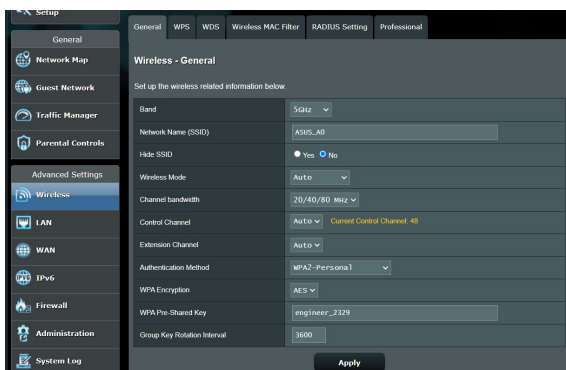 Setup
General
Network Map
Guest Network
Traffic Manager
Parental Controls
Advanced Settings
Wireless
LAN
WAN
IPv6
Firewall
Administration
System Log
General WPS WDS Wireless MAC Filter RADIUS Setting Professional
Wireless - General
Set up the wireless related information below.
Band 5GHz
Network Name (SSID) ASUS_A0
Hide SSID Yes No
Wireless Mode Auto
Channel bandwidth 20/40/80 MHz
Control Channel Auto Current Control Channel: 48
Extension Channel Auto
Authentication Method WPA2-Personal
WPA Encryption AES
WPA Pre-Shared Key engineer_2329
Group Key Rotation Interval 3600
Apply